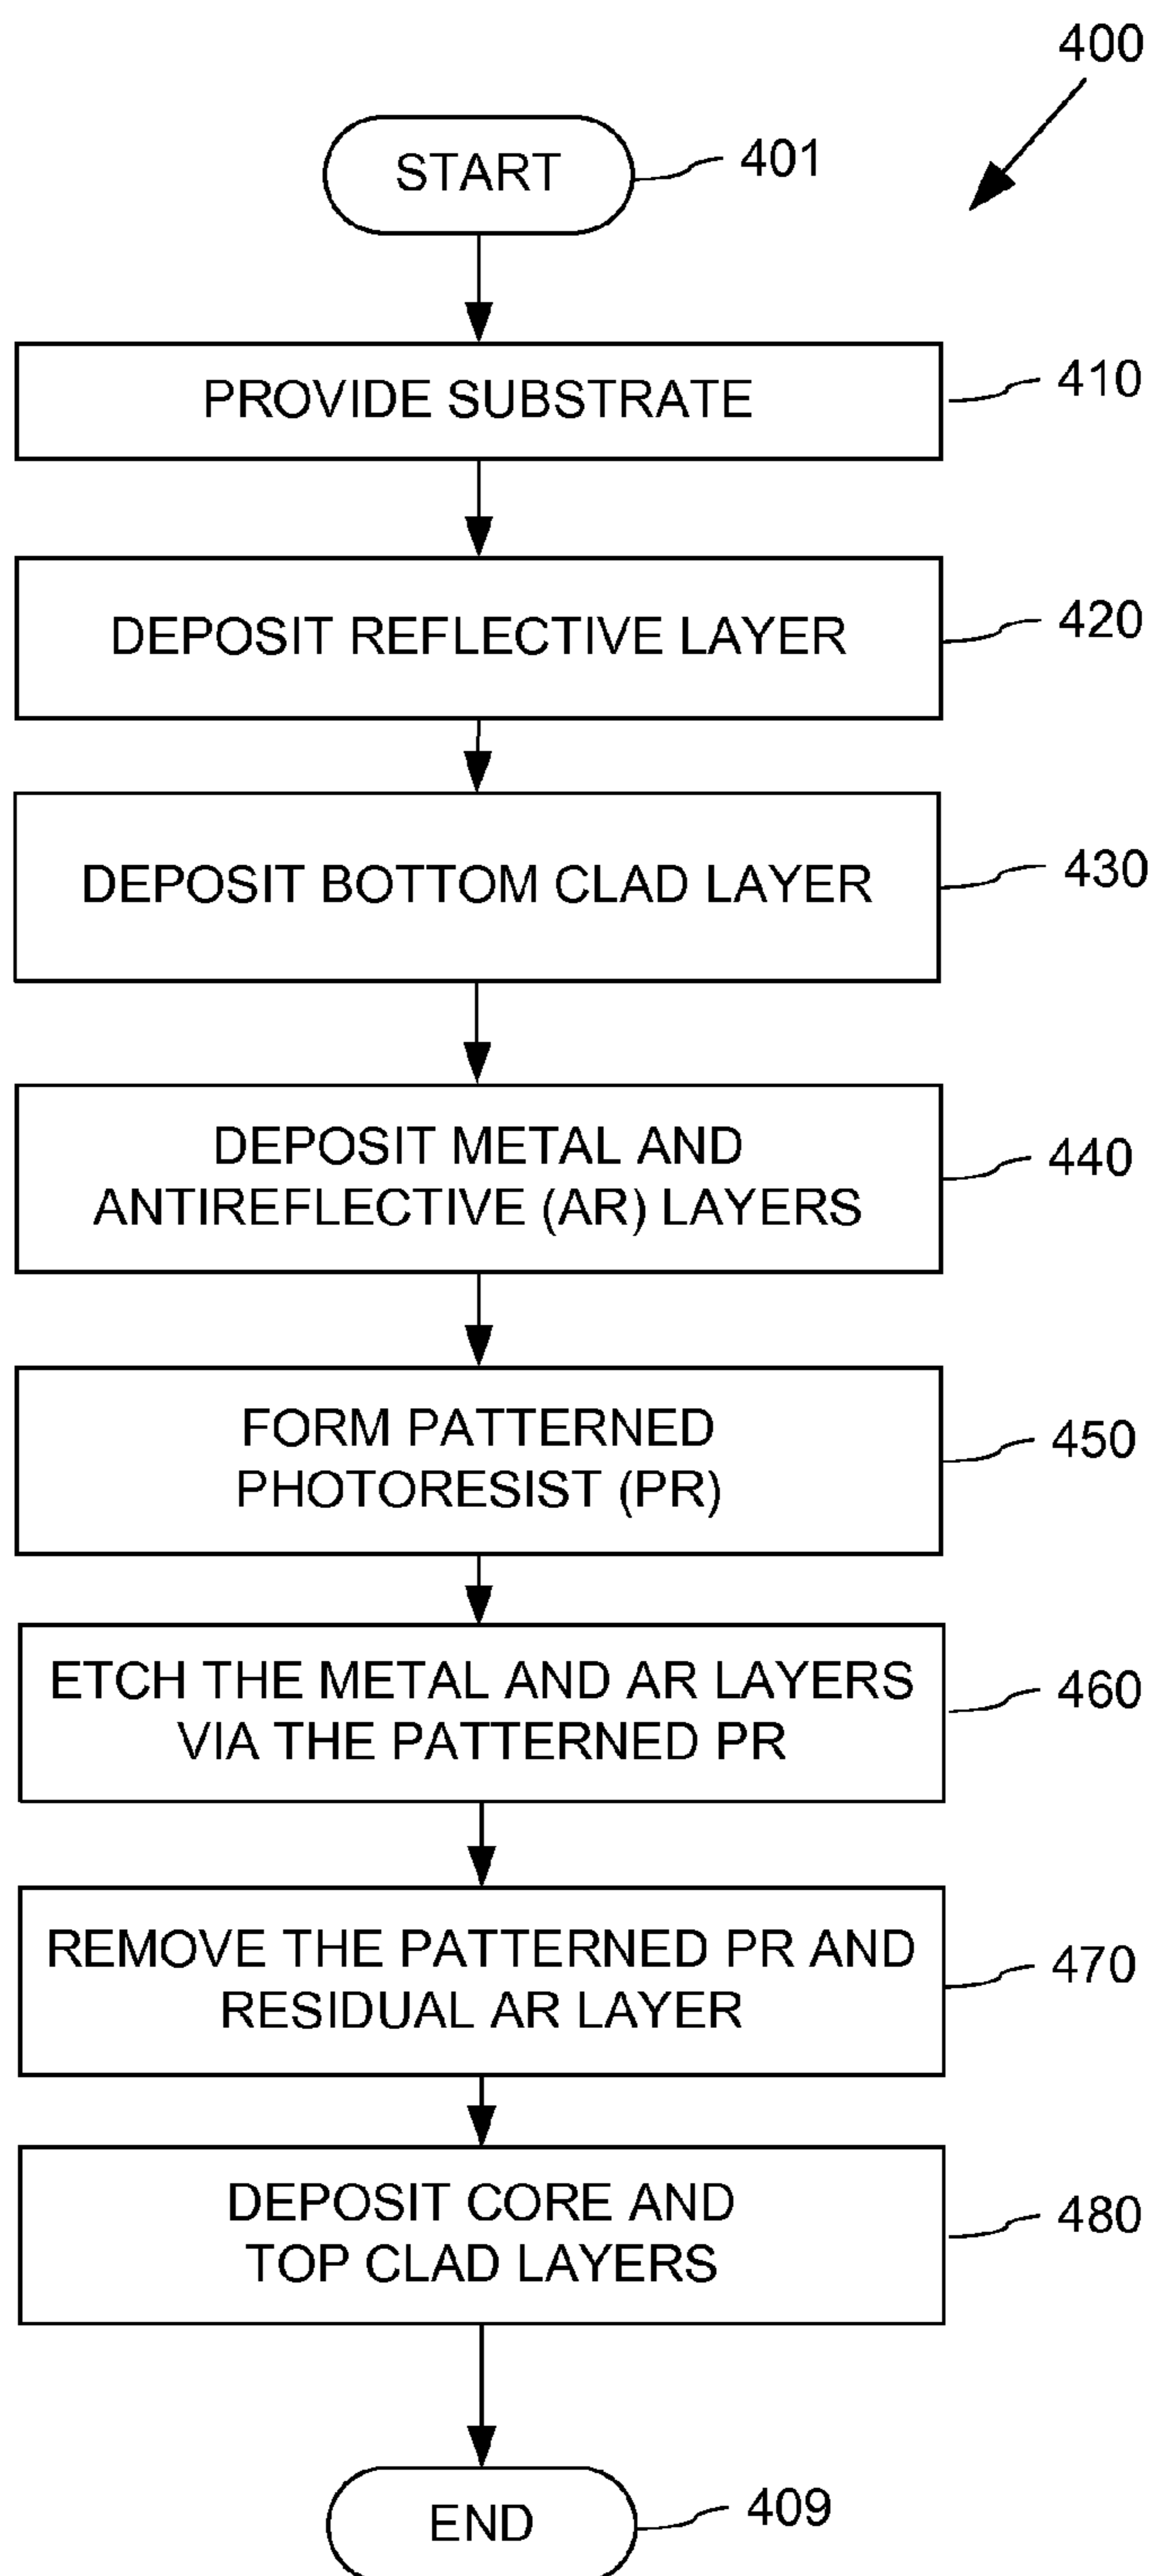 400
START
401
PROVIDE SUBSTRATE
410
DEPOSIT REFLECTIVE LAYER
420
DEPOSIT BOTTOM CLAD LAYER
430
DEPOSIT METAL AND
ANTIREFLECTIVE (AR) LAYERS
440
FORM PATTERNED
PHOTORESIST (PR)
450
ETCH THE METAL AND AR LAYERS
VIA THE PATTERNED PR
460
REMOVE THE PATTERNED PR AND
RESIDUAL AR LAYER
470
DEPOSIT CORE AND
TOP CLAD LAYERS
480
END
409